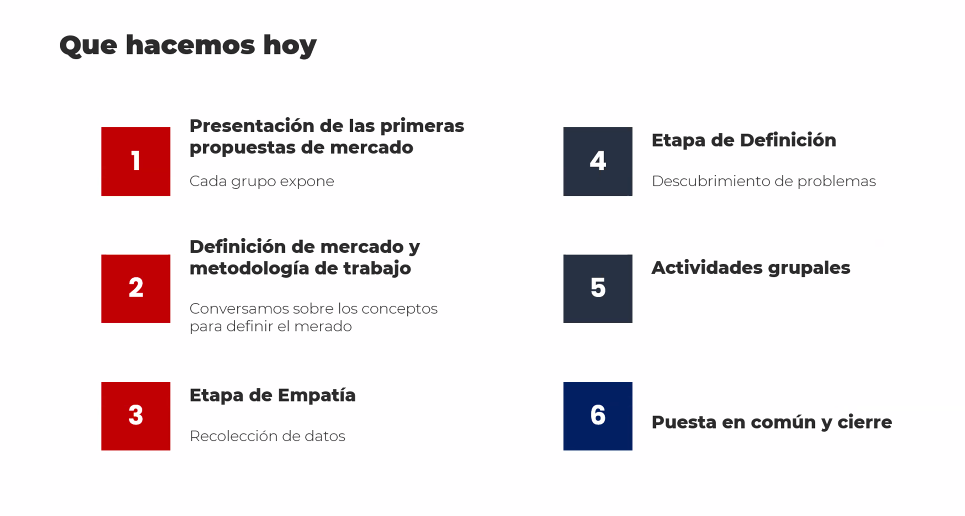 Que hacemos hoy
1
Presentación de las primeras
propuestas de mercado
Cada grupo expone
2
Definición de mercado y
metodología de trabajo
Conversamos sobre los conceptos
para definir el merado
3
Etapa de Empatía
Recolección de datos
4
Etapa de Definición
Descubrimiento de problemas
5
Actividades grupales
6
Puesta en común y cierre